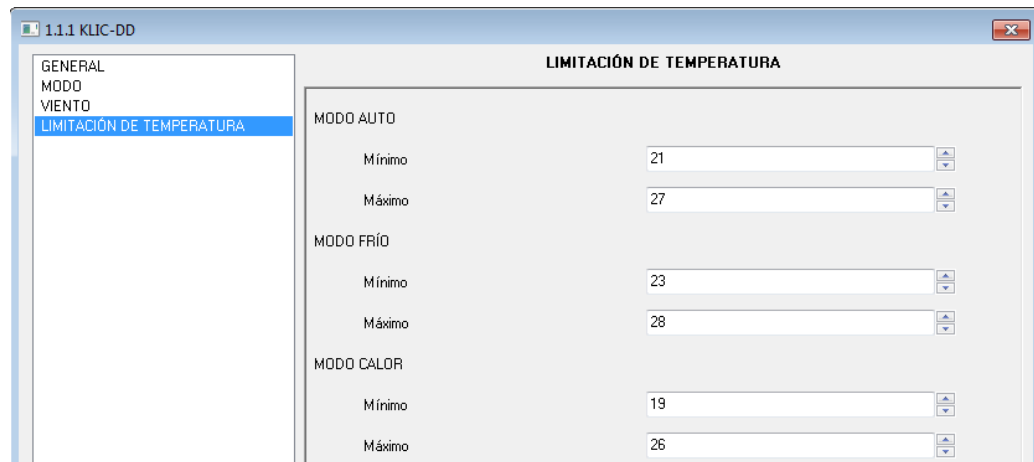 1.1.1 KLIC-DD
GENERAL
MODO
VIENTO
LIMITACIÓN DE TEMPERATURA
LIMITACIÓN DE TEMPERATURA
MODO AUTO
Mínimo 21
Máximo 27
MODO FRÍO
Mínimo 23
Máximo 28
MODO CALOR
Mínimo 19
Máximo 26